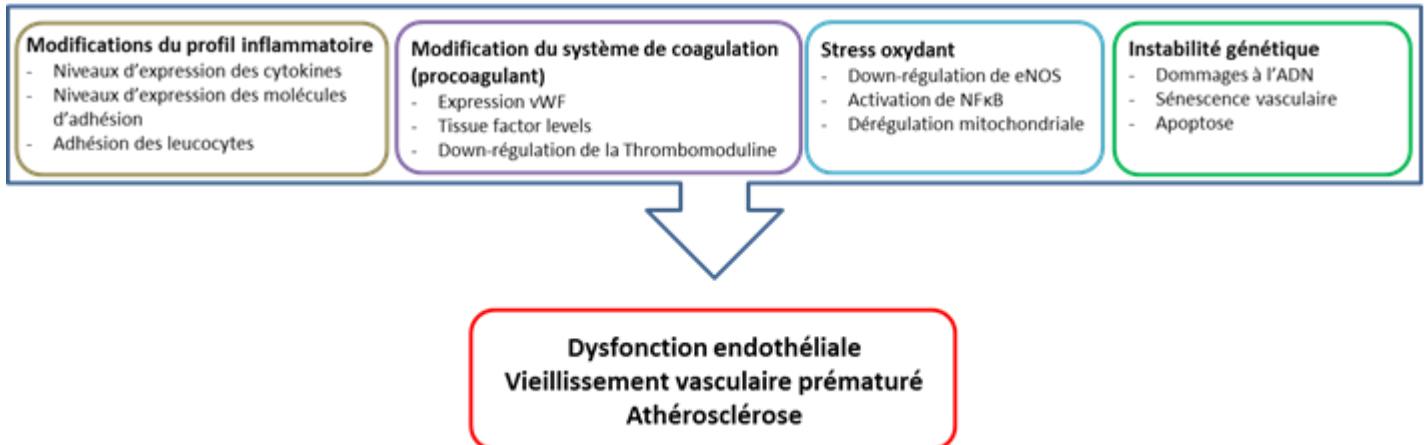 Modifications du profil inflammatoire
- Niveaux d'expression des cytokines
- Niveaux d'expression des molécules
d'adhésion
- Adhésion des leucocytes
Modification du système de coagulation
(procoagulant)
- Expression vWF
- Tissue factor levels
- Down-régulation de la Thrombomoduline
Stress oxydant
- Down-régulation de eNOS
- Activation de NFκB
- Dérégulation mitochondriale
Instabilité génétique
- Dommages à l'ADN
- Sénescence vasculaire
- Apoptose
Dysfonction endothéliale
Vieillissement vasculaire prématuré
Athérosclérose